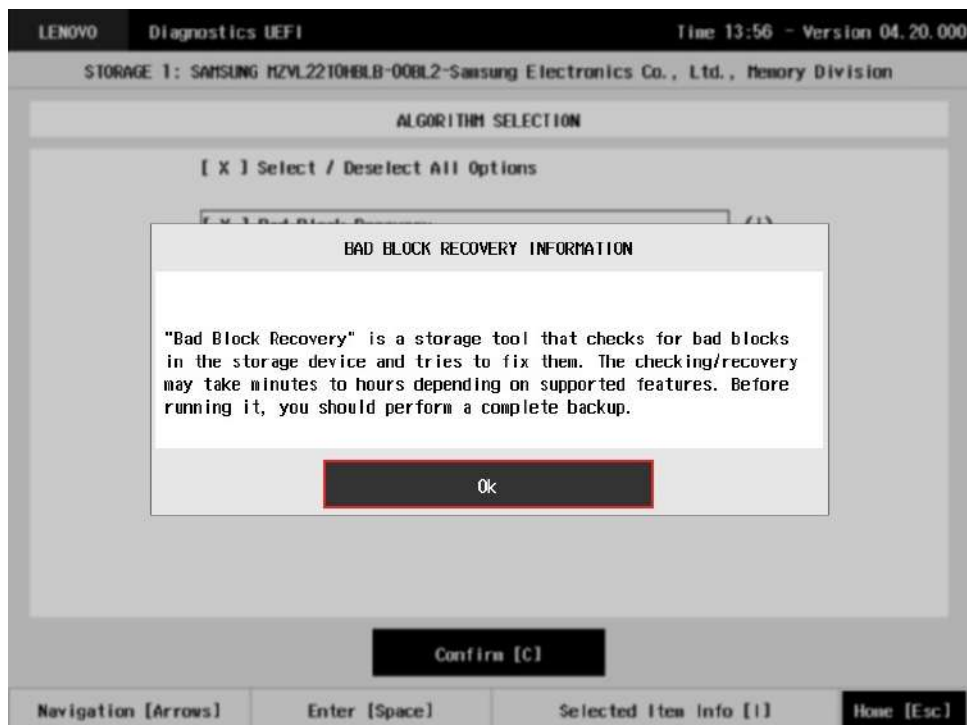 LENOVO Diagnostics UEFI Time 13:56 - Version 04.20.000
STORAGE 1: SAMSUNG MZVL2210HBLB-00BL2-Samsung Electronics Co., Ltd., Memory Division
ALGORITHM SELECTION
[ X ] Select / Deselect All Options
[ X ] Bad Block Recovery (i)
BAD BLOCK RECOVERY INFORMATION
"Bad Block Recovery" is a storage tool that checks for bad blocks
in the storage device and tries to fix them. The checking/recovery
may take minutes to hours depending on supported features. Before
running it, you should perform a complete backup.
Ok
Confirm [C]
Navigation [Arrows] Enter [Space] Selected Item Info [I] Home [Esc]